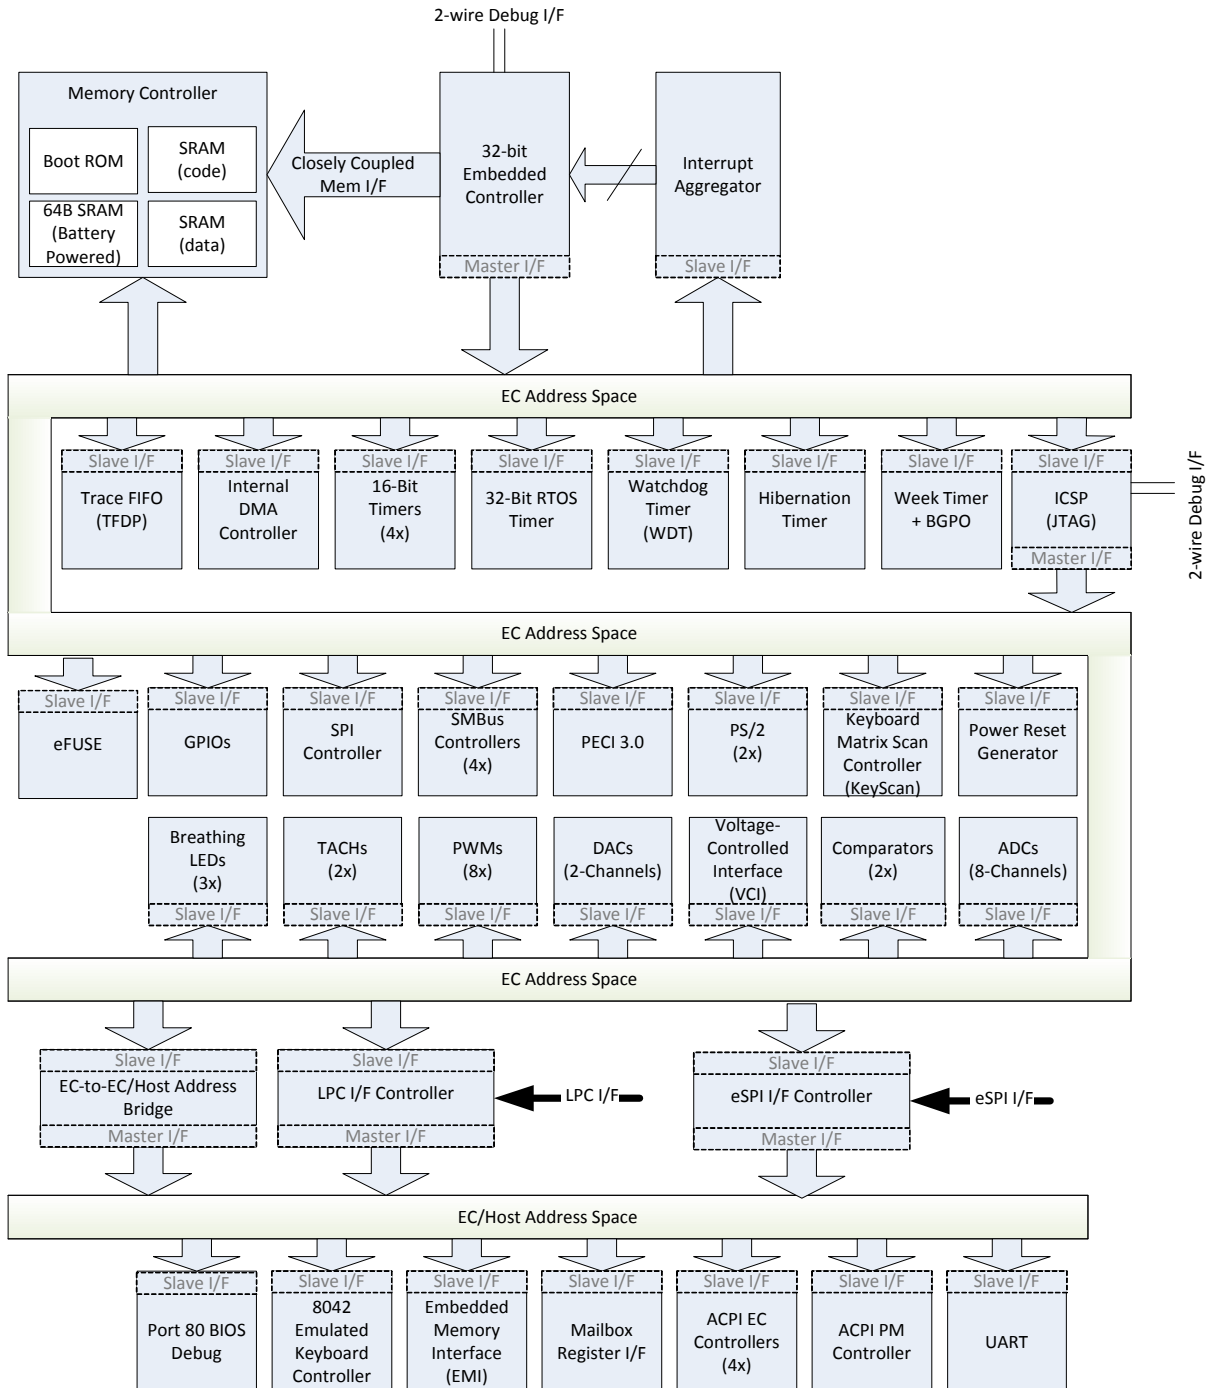 2-wire Debug I/F
Memory Controller
Boot ROM
SRAM
(code)
64B SRAM
(Battery
Powered)
SRAM
(data)
Closely Coupled
Mem I/F
32-bit
Embedded
Controller
Master I/F
Interrupt
Aggregator
Slave I/F
EC Address Space
Slave I/F
Trace FIFO
(TFDP)
Slave I/F
Internal
DMA
Controller
Slave I/F
16-Bit
Timers
(4x)
Slave I/F
32-Bit RTOS
Timer
Slave I/F
Watchdog
Timer
(WDT)
Slave I/F
Hibernation
Timer
Slave I/F
Week Timer
+ BGPO
Slave I/F
ICSP
(JTAG)
Master I/F
2-wire Debug I/F
EC Address Space
Slave I/F
eFUSE
Slave I/F
GPIOs
Slave I/F
SPI
Controller
Slave I/F
SMBus
Controllers
(4x)
Slave I/F
PECI 3.0
Slave I/F
PS/2
(2x)
Slave I/F
Keyboard
Matrix Scan
Controller
(KeyScan)
Slave I/F
Power Reset
Generator
Breathing
LEDs
(3x)
Slave I/F
TACHs
(2x)
Slave I/F
PWMs
(8x)
Slave I/F
DACs
(2-Channels)
Slave I/F
Voltage-
Controlled
Interface
(VCI)
Slave I/F
Comparators
(2x)
Slave I/F
ADCs
(8-Channels)
Slave I/F
EC Address Space
Slave I/F
EC-to-EC/Host Address
Bridge
Master I/F
Slave I/F
LPC I/F Controller
Master I/F
LPC I/F
Slave I/F
eSPI I/F Controller
Master I/F
eSPI I/F
EC/Host Address Space
Slave I/F
Port 80 BIOS
Debug
Slave I/F
8042
Emulated
Keyboard
Controller
Slave I/F
Embedded
Memory
Interface
(EMI)
Slave I/F
Mailbox
Register I/F
Slave I/F
ACPI EC
Controllers
(4x)
Slave I/F
ACPI PM
Controller
Slave I/F
UART